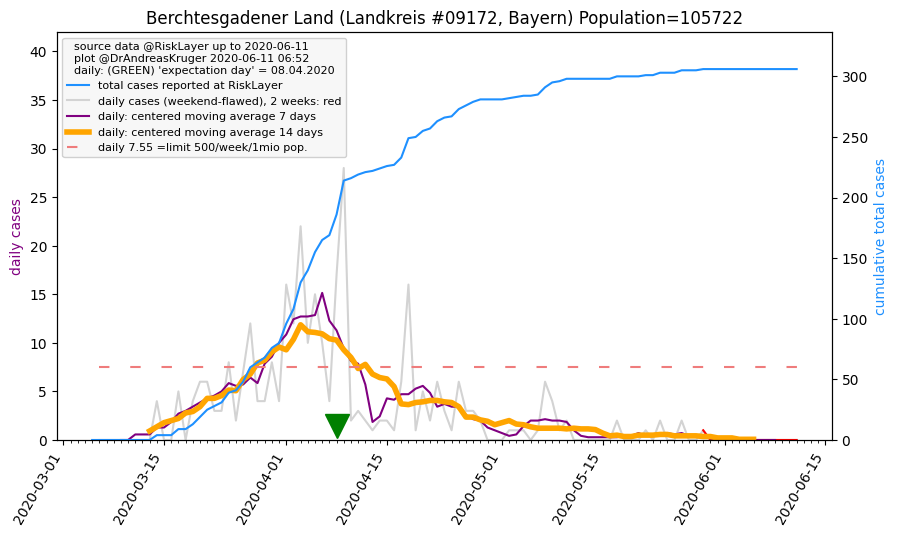 Berchtesgadener Land (Landkreis #09172, Bayern) Population=105722
source data @RiskLayer up to 2020-06-11
plot @DrAndreasKruger 2020-06-11 06:52
daily: (GREEN) 'expectation day' = 08.04.2020
total cases reported at RiskLayer
daily cases (weekend-flawed), 2 weeks: red
daily: centered moving average 7 days
daily: centered moving average 14 days
daily 7.55 =limit 500/week/1mio pop.
daily cases
40
35
30
25
20
15
10
5
0
cumulative total cases
300
250
200
150
100
50
0
2020-03-01
2020-03-15
2020-04-01
2020-04-15
2020-05-01
2020-05-15
2020-06-01
2020-06-15